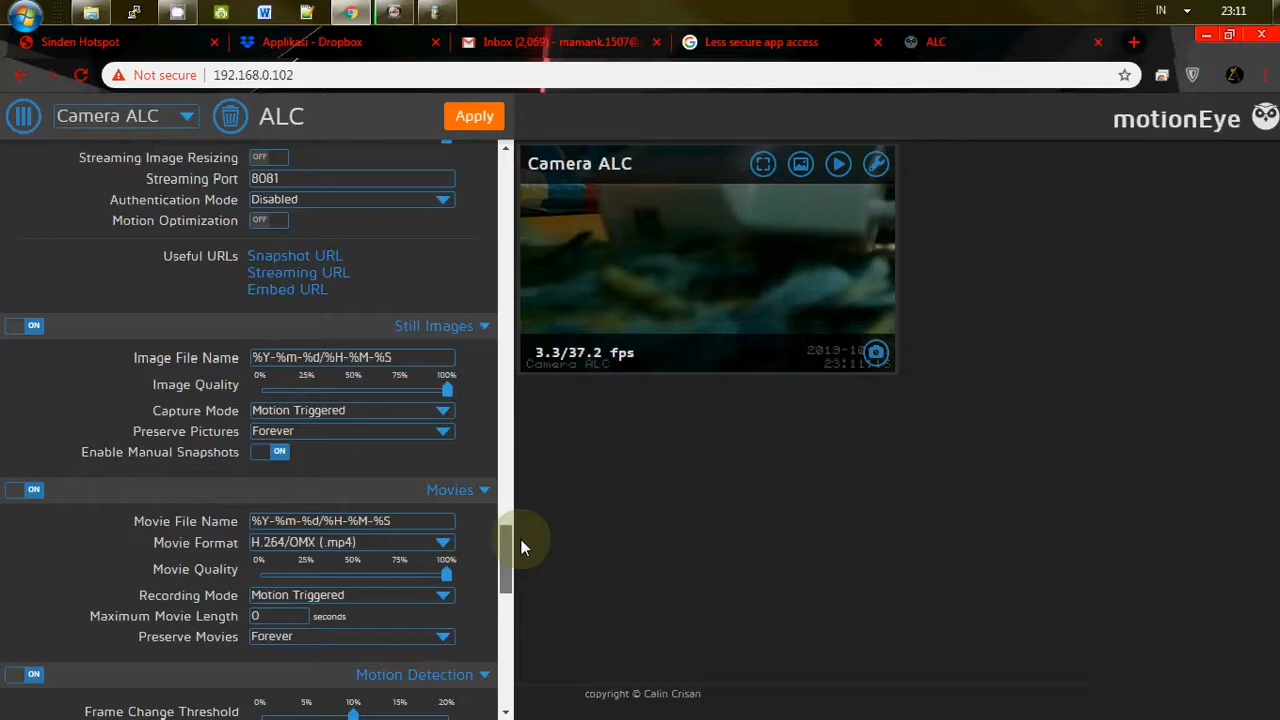 IN 23:11
Sinden Hotspot Applikasi - Dropbox Inbox (2,069) - mamank.1507@ Less secure app access ALC
Not secure 192.168.0.102
Camera ALC ALC Apply motionEye
Streaming Image Resizing OFF
Streaming Port 8081
Authentication Mode Disabled
Motion Optimization OFF
Useful URLs Snapshot URL
Streaming URL
Embed URL
ON Still Images
Image File Name %Y-%m-%d/%H-%M-%S
0% 25% 50% 75% 100%
Image Quality
Capture Mode Motion Triggered
Preserve Pictures Forever
Enable Manual Snapshots ON
ON Movies
Movie File Name %Y-%m-%d/%H-%M-%S
Movie Format H.264/OMX (.mp4)
0% 25% 50% 75% 100%
Movie Quality
Recording Mode Motion Triggered
Maximum Movie Length 0 seconds
Preserve Movies Forever
ON Motion Detection
0% 5% 10% 15% 20%
Frame Change Threshold
Camera ALC
3.3/37.2 fps
Camera ALC
copyright © Calin Crisan